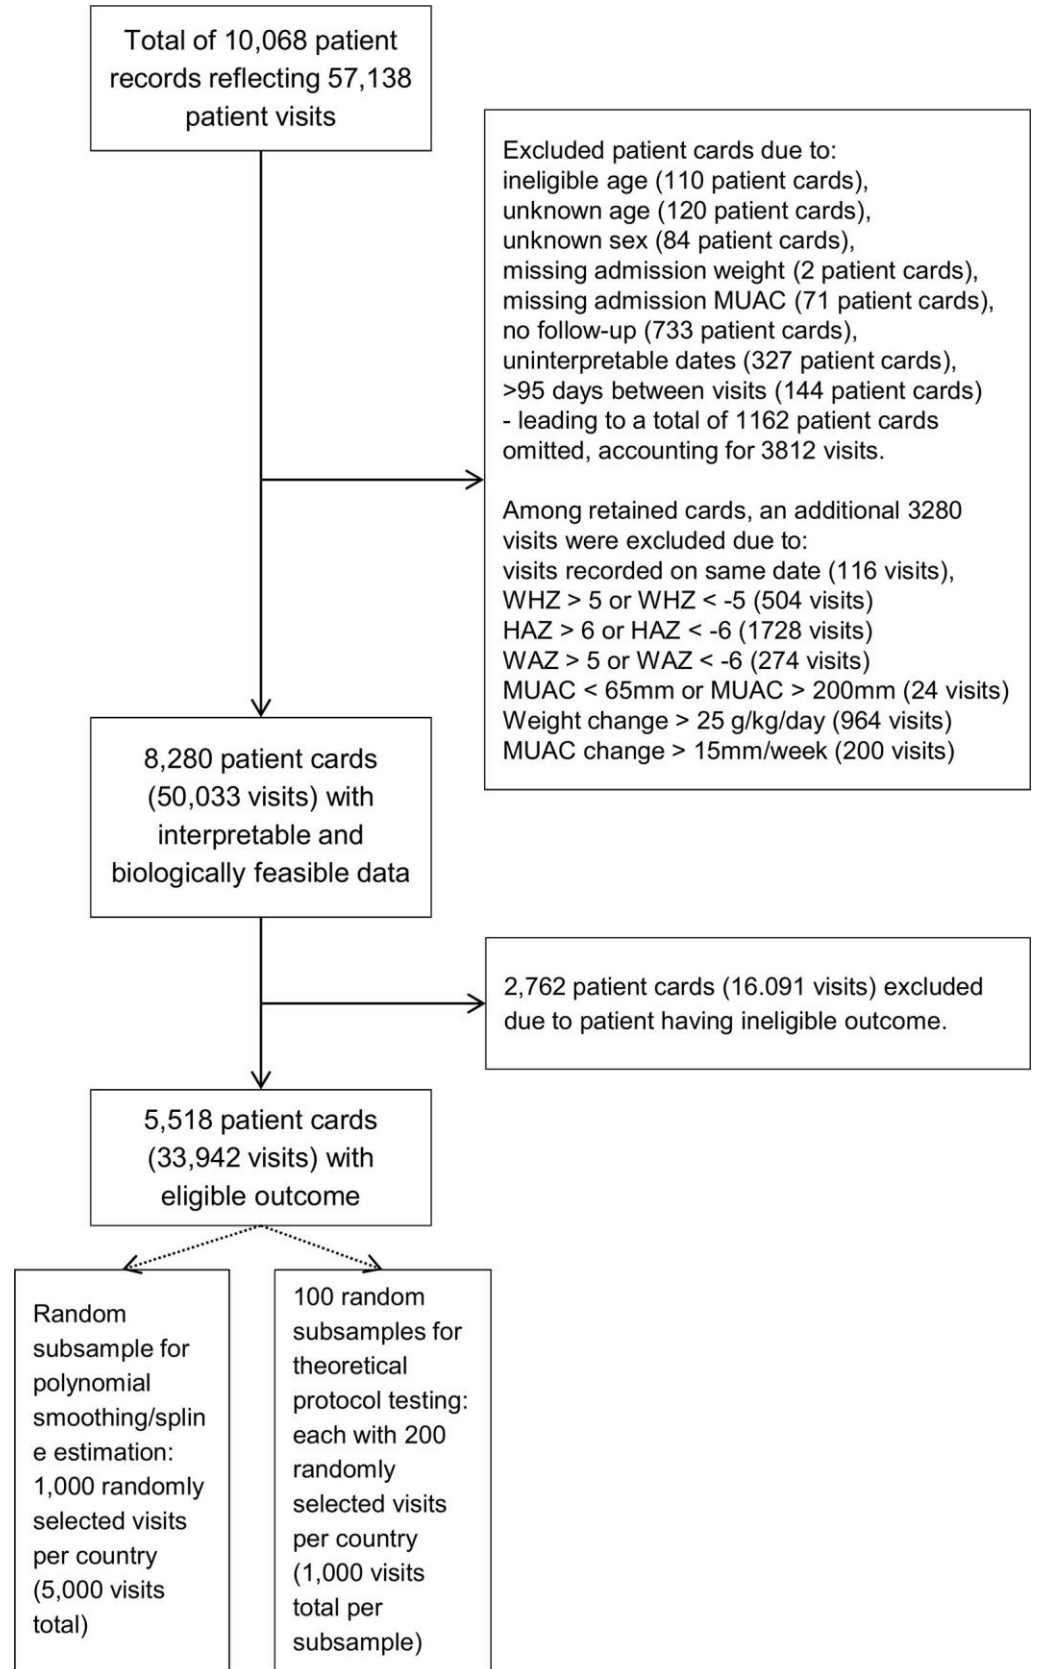 Total of 10,068 patient
records reflecting 57,138
patient visits
Excluded patient cards due to:
ineligible age (110 patient cards),
unknown age (120 patient cards),
unknown sex (84 patient cards),
missing admission weight (2 patient cards),
missing admission MUAC (71 patient cards),
no follow-up (733 patient cards),
uninterpretable dates (327 patient cards),
>95 days between visits (144 patient cards)
- leading to a total of 1162 patient cards
omitted, accounting for 3812 visits.
Among retained cards, an additional 3280
visits were excluded due to:
visits recorded on same date (116 visits),
WHZ > 5 or WHZ < -5 (504 visits)
HAZ > 6 or HAZ < -6 (1728 visits)
WAZ > 5 or WAZ < -6 (274 visits)
MUAC < 65mm or MUAC > 200mm (24 visits)
Weight change > 25 g/kg/day (964 visits)
MUAC change > 15mm/week (200 visits)
8,280 patient cards
(50,033 visits) with
interpretable and
biologically feasible data
2,762 patient cards (16.091 visits) excluded
due to patient having ineligible outcome.
5,518 patient cards
(33,942 visits) with
eligible outcome
Random
subsample for
polynomial
smoothing/splin
e estimation:
1,000 randomly
selected visits
per country
(5,000 visits
total)
100 random
subsamples for
theoretical
protocol testing:
each with 200
randomly
selected visits
per country
(1,000 visits
total per
subsample)